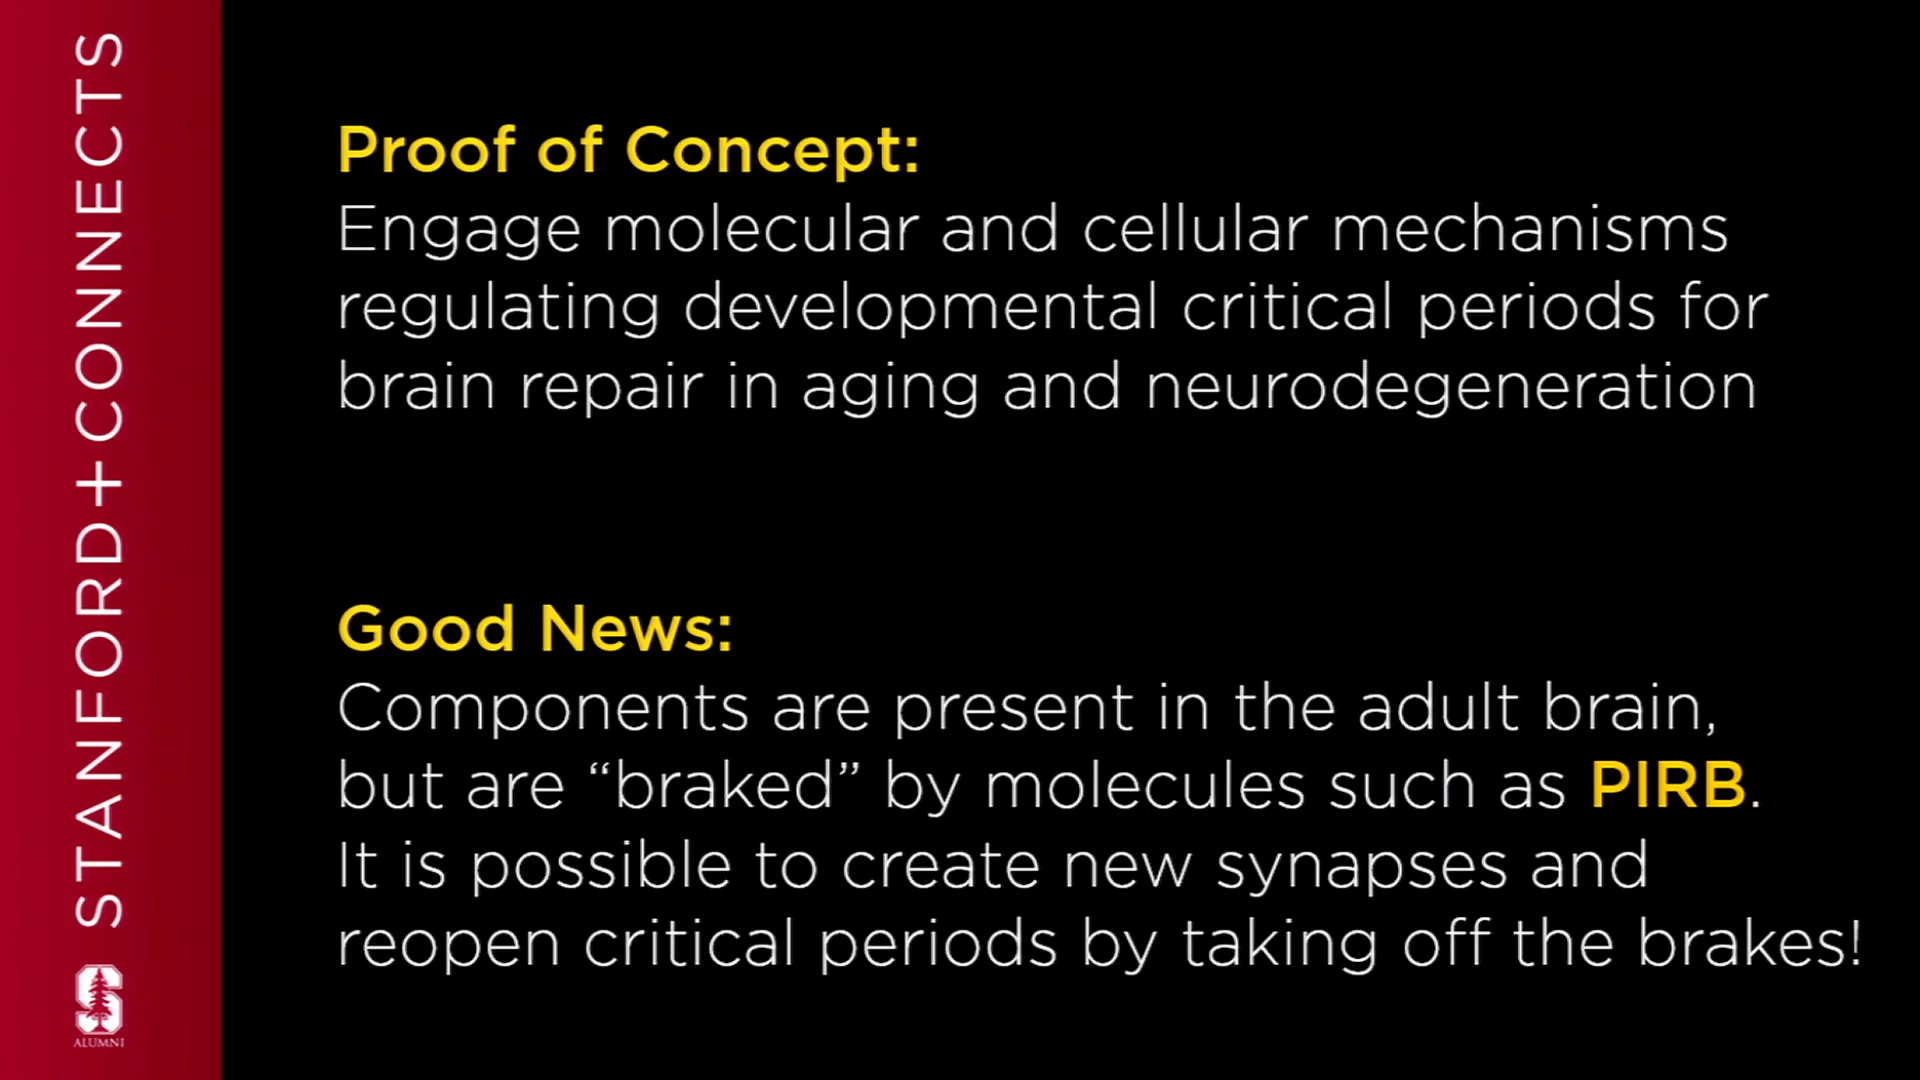 STANFORD+CONNECTS
S
ALUMNI
Proof of Concept:
Engage molecular and cellular mechanisms
regulating developmental critical periods for
brain repair in aging and neurodegeneration
Good News:
Components are present in the adult brain,
but are “braked” by molecules such as PIRB.
It is possible to create new synapses and
reopen critical periods by taking off the brakes!